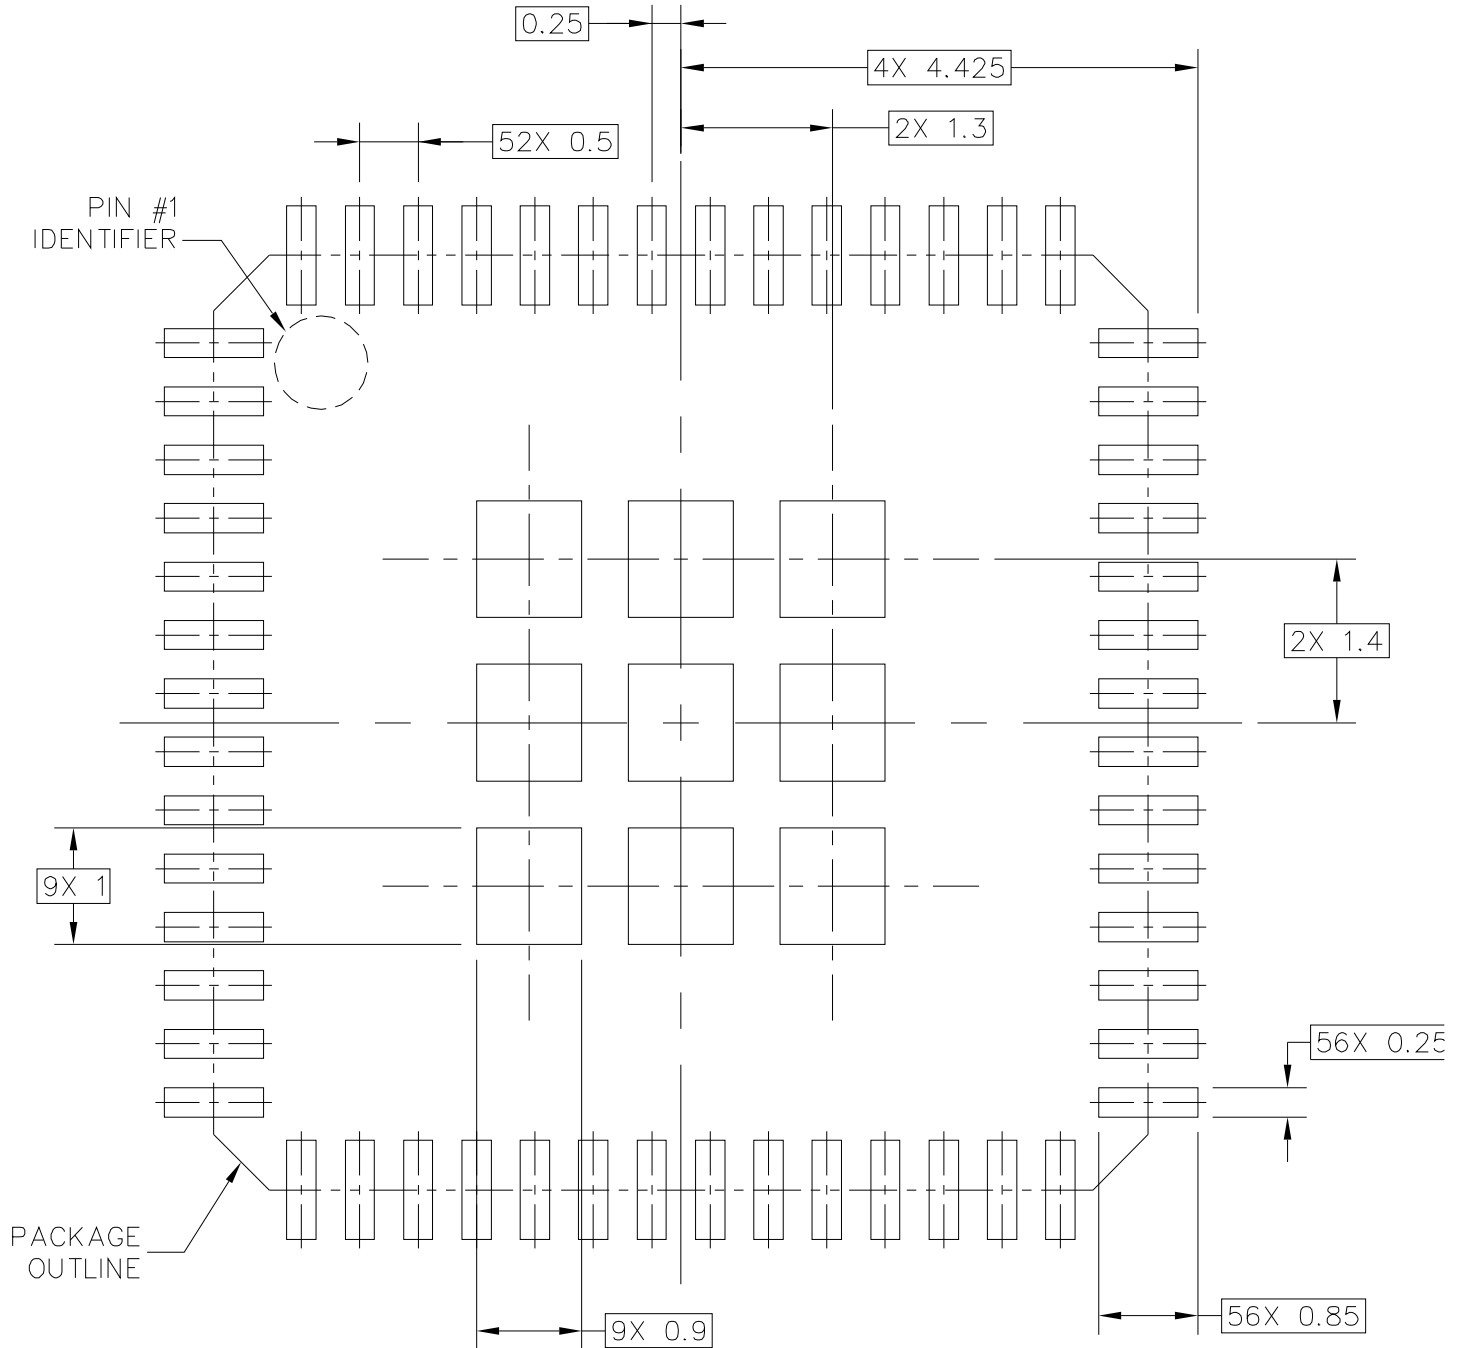 0.25
4X 4.425
2X 1.3
52X 0.5
PIN #1
IDENTIFIER
2X 1.4
9X 1
56X 0.25
PACKAGE
OUTLINE
9X 0.9
56X 0.85